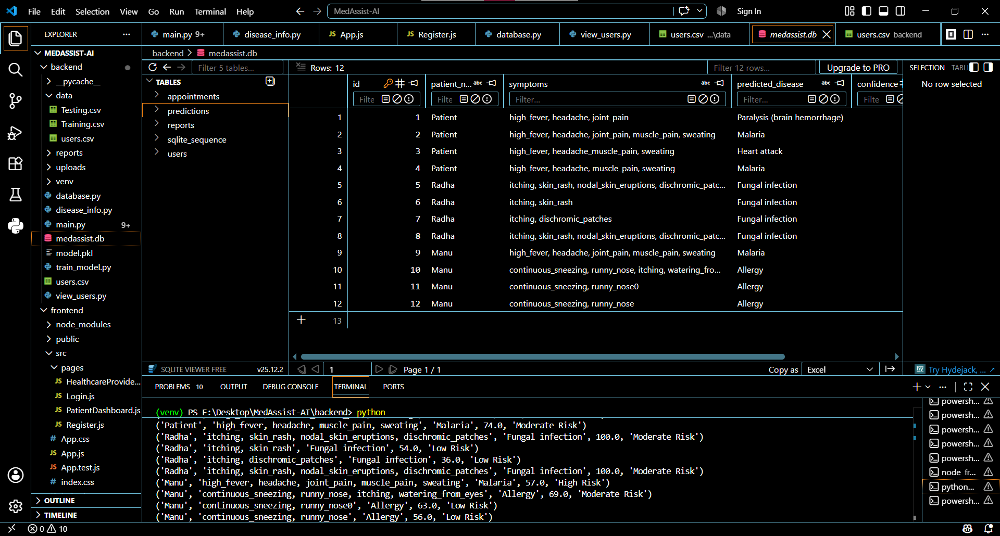 File Edit Selection View Go Run Terminal Help
MedAssist-AI
Sign In
EXPLORER
main.py 9+
disease_info.py
JS App.js
JS Register.js
database.py
view_users.py
users.csv ...\data
medassist.db
users.csv backend
MEDASSIST-AI
backend
__pycache__
data
Testing.csv
Training.csv
users.csv
reports
uploads
venv
database.py
disease_info.py
main.py 9+
medassist.db
model.pkl
train_model.py
users.csv
view_users.py
frontend
node_modules
public
src
pages
JS HealthcareProvide...
JS Login.js
JS PatientDashboard.js
JS Register.js
# App.css
JS App.js
JS App.test.js
# index.css
OUTLINE
TIMELINE
backend > medassist.db
Filter 5 tables...
TABLES
appointments
predictions
reports
sqlite_sequence
users
SQLITE VIEWER FREE v25.12.2
Rows: 12
Filter 12 rows...
Upgrade to PRO
id patient_n... abc symptoms abc predicted_disease abc confidence
Filte Filte Filter... Filter... Filte
1 1 Patient high_fever, headache, joint_pain Paralysis (brain hemorrhage)
2 2 Patient high_fever, headache, joint_pain, muscle_pain, sweating Malaria
3 3 Patient high_fever, headache_muscle_pain, sweating Heart attack
4 4 Patient high_fever, headache, muscle_pain, sweating Malaria
5 5 Radha itching, skin_rash, nodal_skin_eruptions, dischromic_patc... Fungal infection
6 6 Radha itching, skin_rash Fungal infection
7 7 Radha itching, dischromic_patches Fungal infection
8 8 Radha itching, skin_rash, nodal_skin_eruptions, dischromic_patc... Fungal infection
9 9 Manu high_fever, headache, joint_pain, muscle_pain, sweating Malaria
10 10 Manu continuous_sneezing, runny_nose, itching, watering_fro... Allergy
11 11 Manu continuous_sneezing, runny_nose0 Allergy
12 12 Manu continuous_sneezing, runny_nose Allergy
13
1 Page 1 / 1
Copy as Excel
SELECTION TABL
No row selected
hy Try Hydejack, ...
PROBLEMS 10 OUTPUT DEBUG CONSOLE TERMINAL PORTS
(venv) PS E:\Desktop\MedAssist-AI\backend> python
('Patient', 'high_fever, headache, muscle_pain, sweating', 'Malaria', 74.0, 'Moderate Risk')
('Radha', 'itching, skin_rash, nodal_skin_eruptions, dischromic_patches', 'Fungal infection', 100.0, 'Moderate Risk')
('Radha', 'itching, skin_rash', 'Fungal infection', 54.0, 'Low Risk')
('Radha', 'itching, dischromic_patches', 'Fungal infection', 36.0, 'Low Risk')
('Radha', 'itching, skin_rash, nodal_skin_eruptions, dischromic_patches', 'Fungal infection', 100.0, 'Moderate Risk')
('Manu', 'high_fever, headache, joint_pain, muscle_pain, sweating', 'Malaria', 57.0, 'High Risk')
('Manu', 'continuous_sneezing, runny_nose, itching, watering_from_eyes', 'Allergy', 69.0, 'Moderate Risk')
('Manu', 'continuous_sneezing, runny_nose0', 'Allergy', 63.0, 'Low Risk')
('Manu', 'continuous_sneezing, runny_nose', 'Allergy', 56.0, 'Low Risk')
powersh...
powersh...
powersh...
powersh...
powersh...
node fr...
python...
powersh...
0 10